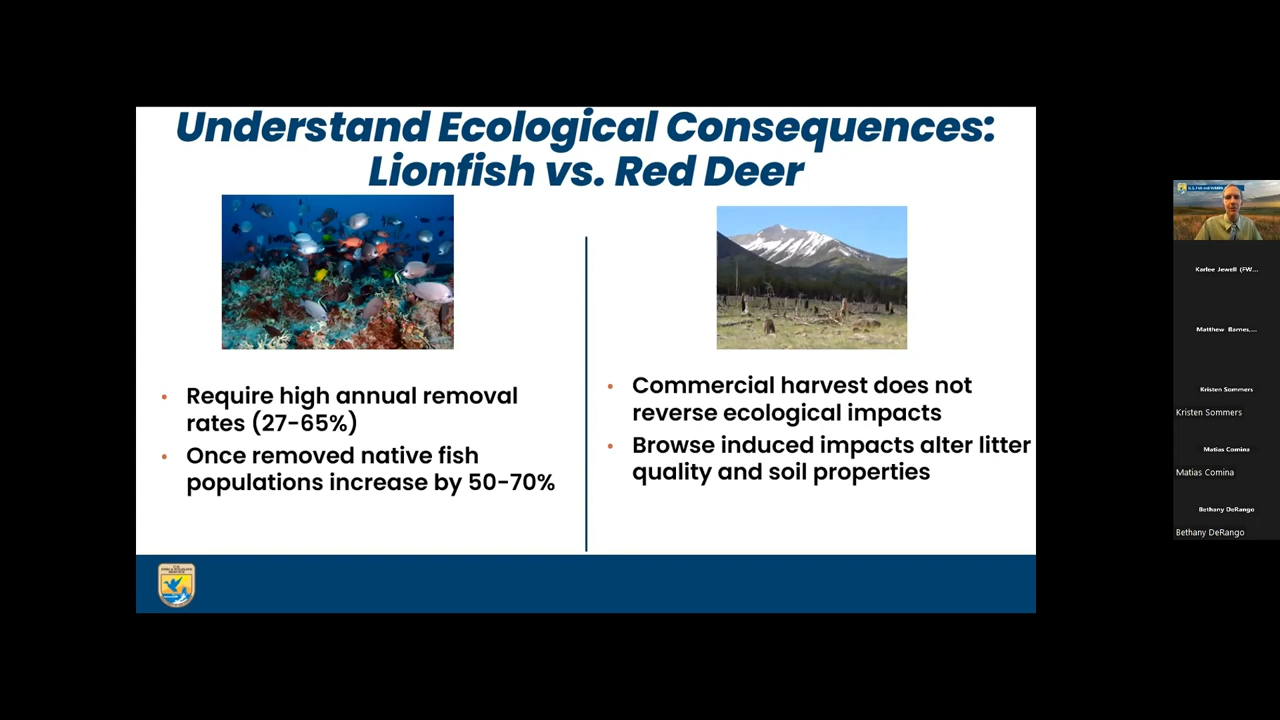 Understand Ecological Consequences:
Lionfish vs. Red Deer
• Require high annual removal
rates (27-65%)
• Once removed native fish
populations increase by 50-70%
• Commercial harvest does not
reverse ecological impacts
• Browse induced impacts alter litter
quality and soil properties
Karlee Jewell (FW...
Matthew Barnes,...
Kristen Sommers
Kristen Sommers
Matias Comina
Matias Comina
Bethany DeRango
Bethany DeRango